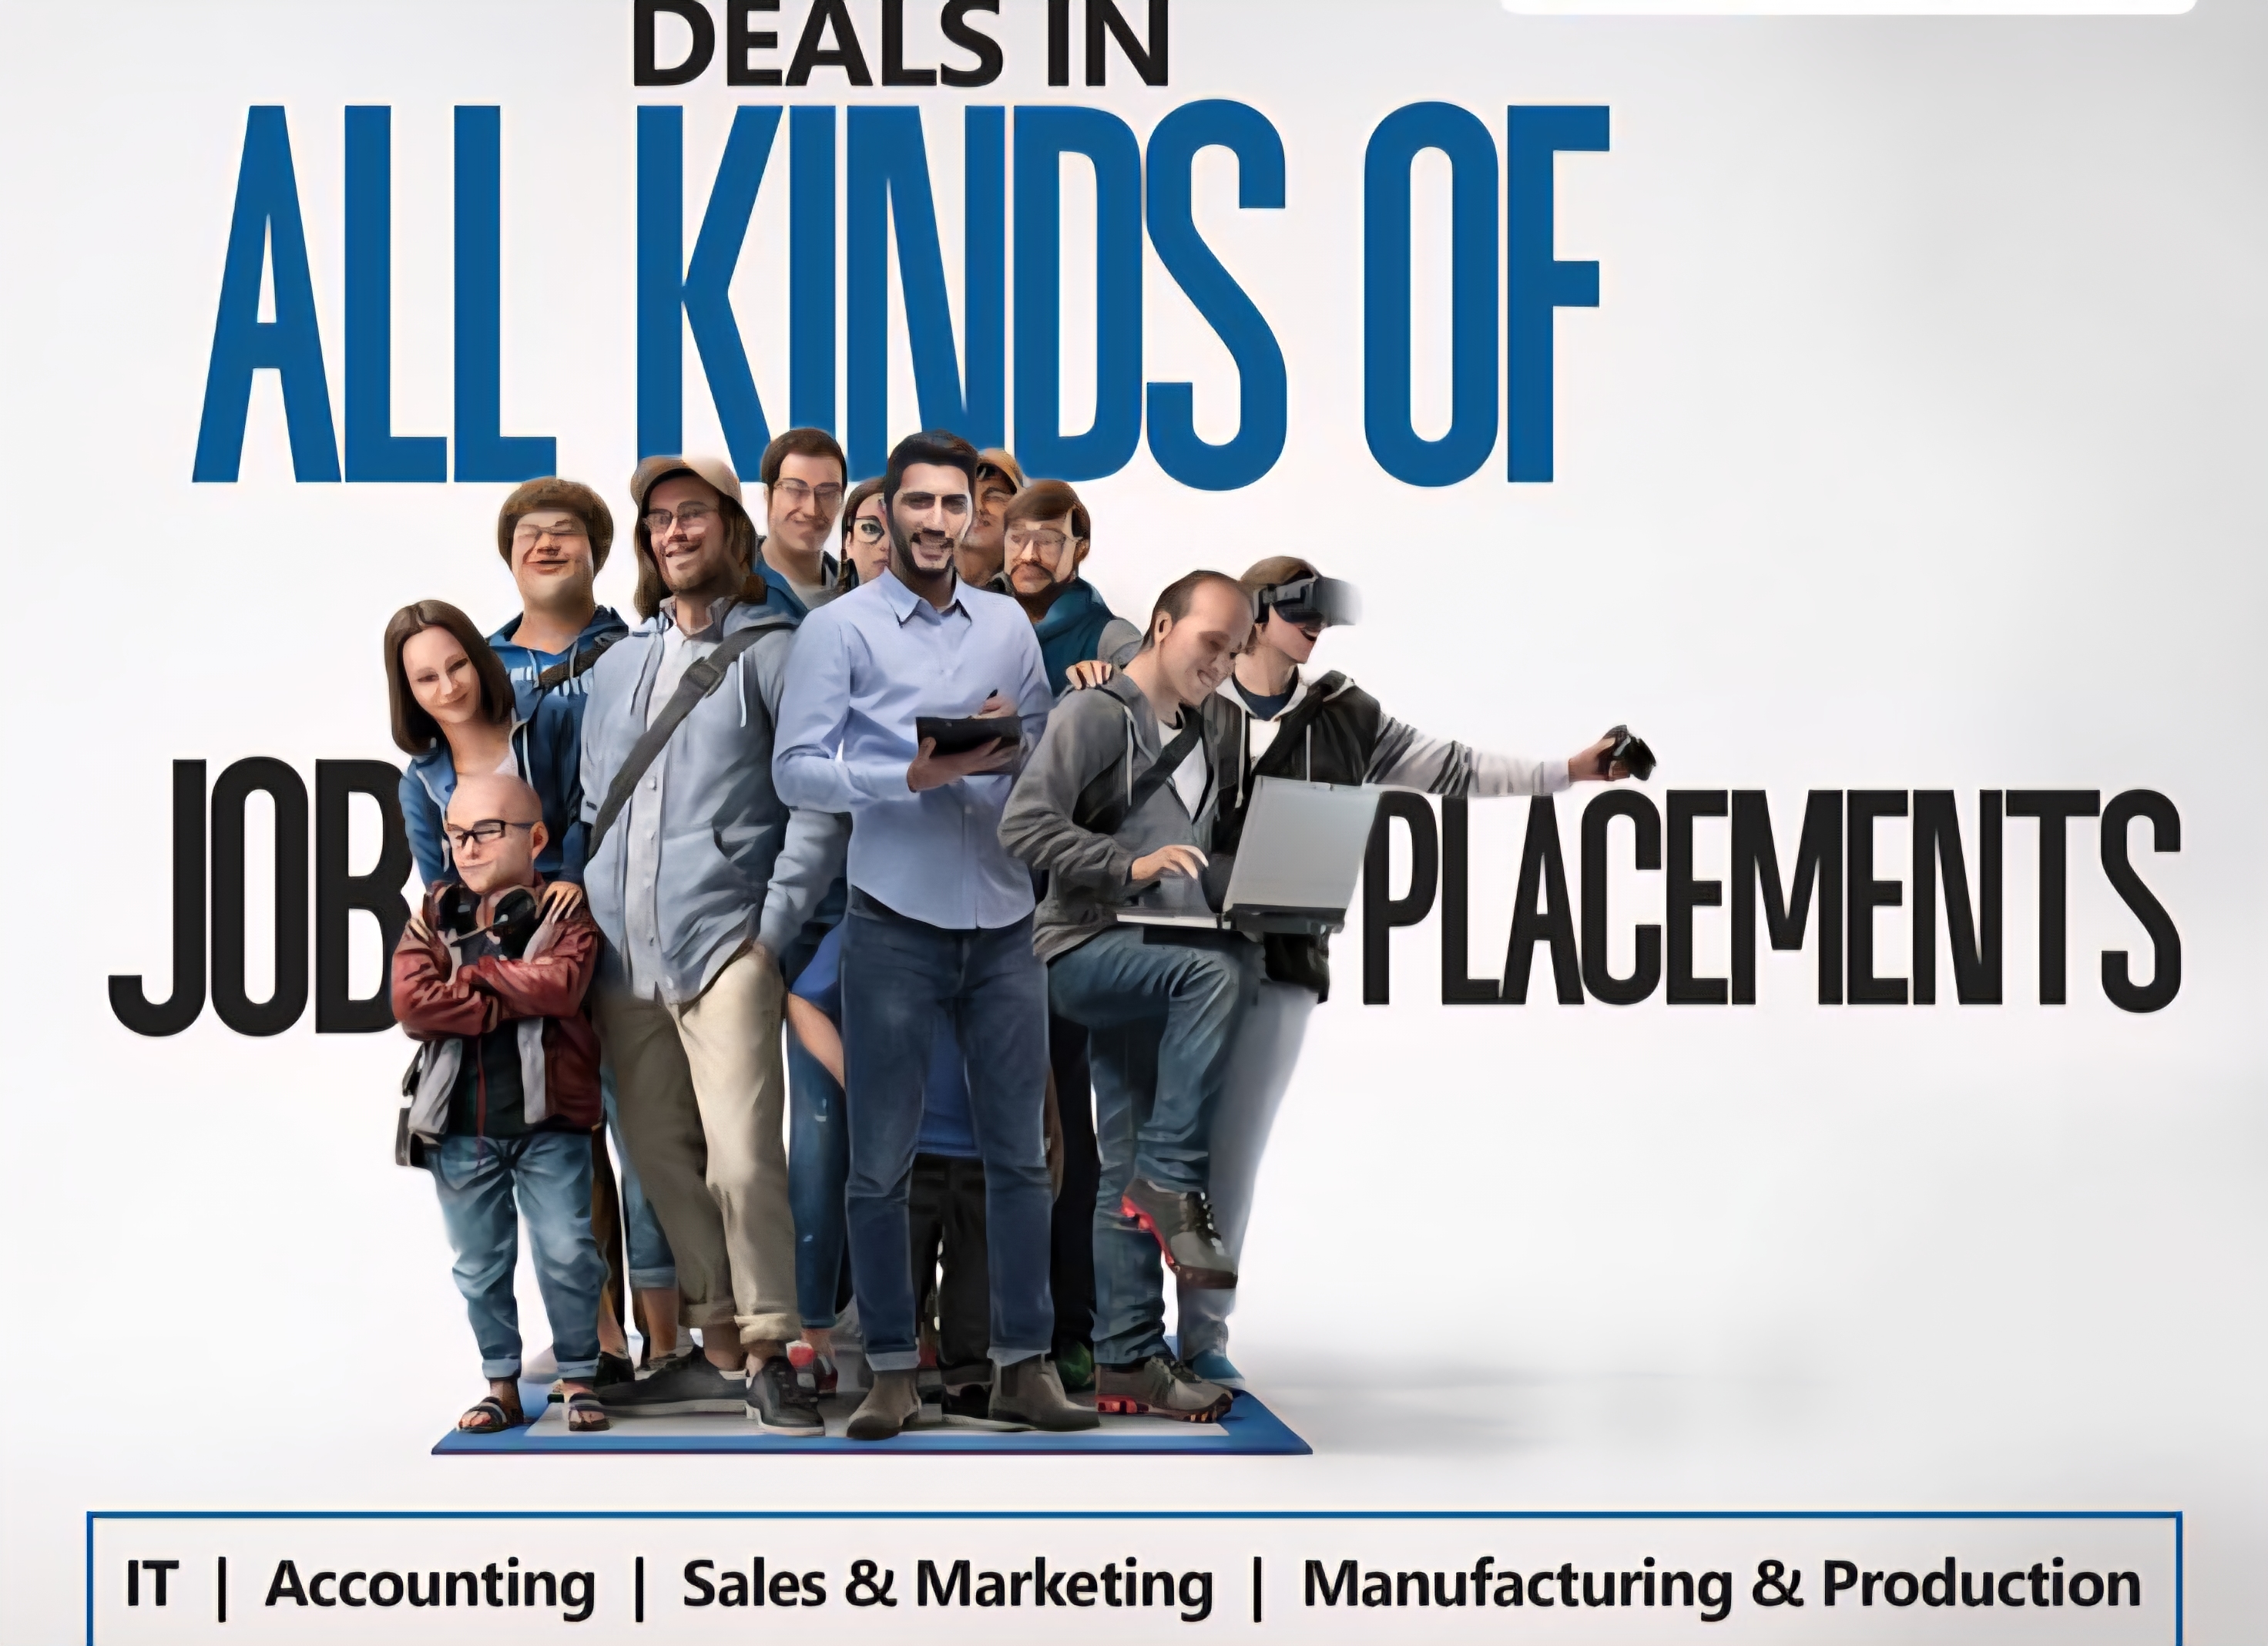 DEALS IN
ALL KINDS OF
JOB PLACEMENTS
IT | Accounting | Sales & Marketing | Manufacturing & Production